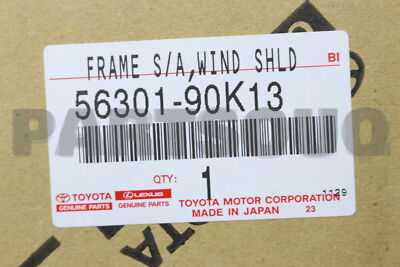 FRAME S/A,WIND SHLD
BI
56301-90K13
PARTSOUQ
QTY: 1
1129
TOYOTA LEXUS
GENUINE PARTS GENUINE PARTS
TOYOTA MOTOR CORPORATION
MADE IN JAPAN 23